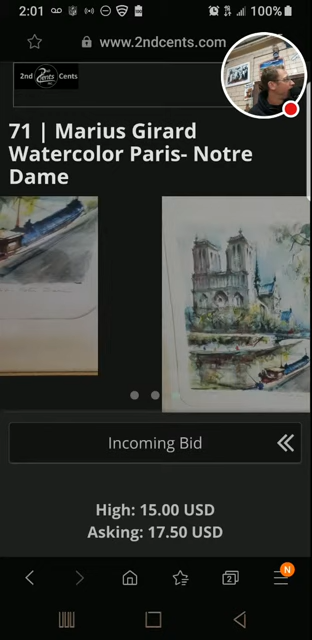 2:01
100%
www.2ndcents.com
2nd Cents Cents
71 | Marius Girard
Watercolor Paris- Notre
Dame
Incoming Bid
High: 15.00 USD
Asking: 17.50 USD
2
N